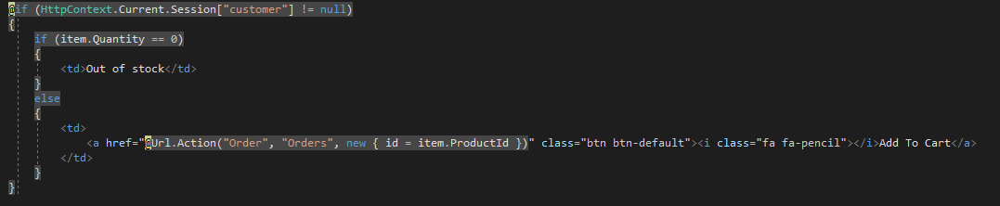 @if (HttpContext.Current.Session["customer"] != null)
{
if (item.Quantity == 0)
{
<td>Out of stock</td>
}
else
{
<td>
<a href="@Url.Action("Order", "Orders", new { id = item.ProductId })" class="btn btn-default"><i class="fa fa-pencil"></i>Add To Cart</a>
</td>
}
}